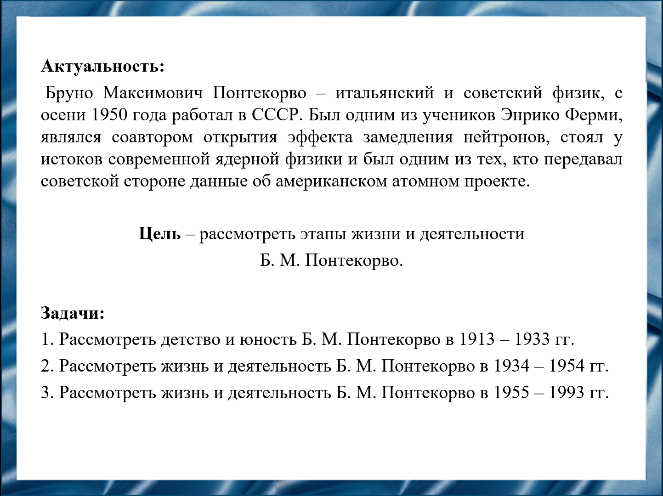 Актуальность:
Бруно Максимович Понтекорво – итальянский и советский физик, с
осени 1950 года работал в СССР. Был одним из учеников Энрико Ферми,
являлся соавтором открытия эффекта замедления нейтронов, стоял у
истоков современной ядерной физики и был одним из тех, кто передавал
советской стороне данные об американском атомном проекте.
Цель – рассмотреть этапы жизни и деятельности
Б. М. Понтекорво.
Задачи:
1. Рассмотреть детство и юность Б. М. Понтекорво в 1913 – 1933 гг.
2. Рассмотреть жизнь и деятельность Б. М. Понтекорво в 1934 – 1954 гг.
3. Рассмотреть жизнь и деятельность Б. М. Понтекорво в 1955 – 1993 гг.